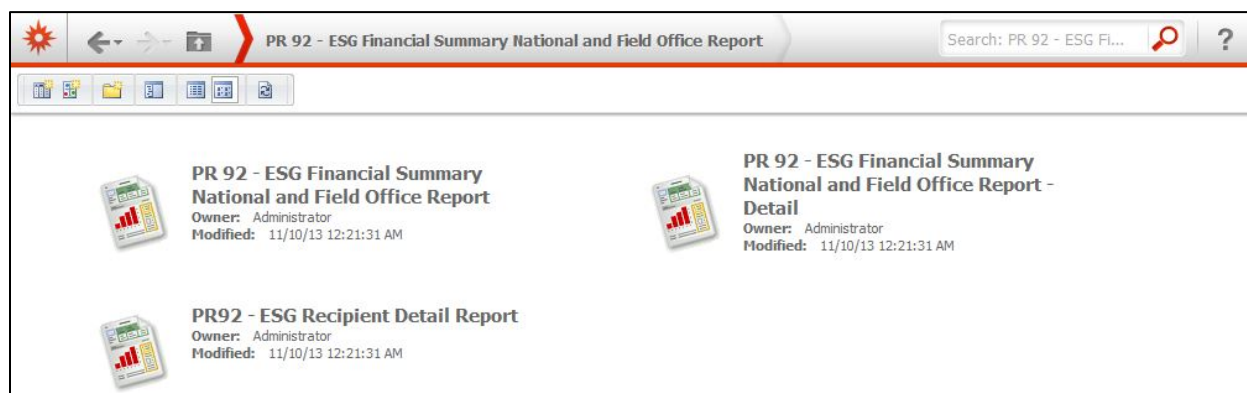 PR 92 - ESG Financial Summary National and Field Office Report
Search: PR 92 - ESG Fi...
?
PR 92 - ESG Financial Summary
National and Field Office Report
Owner: Administrator
Modified: 11/10/13 12:21:31 AM
PR 92 - ESG Financial Summary
National and Field Office Report -
Detail
Owner: Administrator
Modified: 11/10/13 12:21:31 AM
PR92 - ESG Recipient Detail Report
Owner: Administrator
Modified: 11/10/13 12:21:31 AM